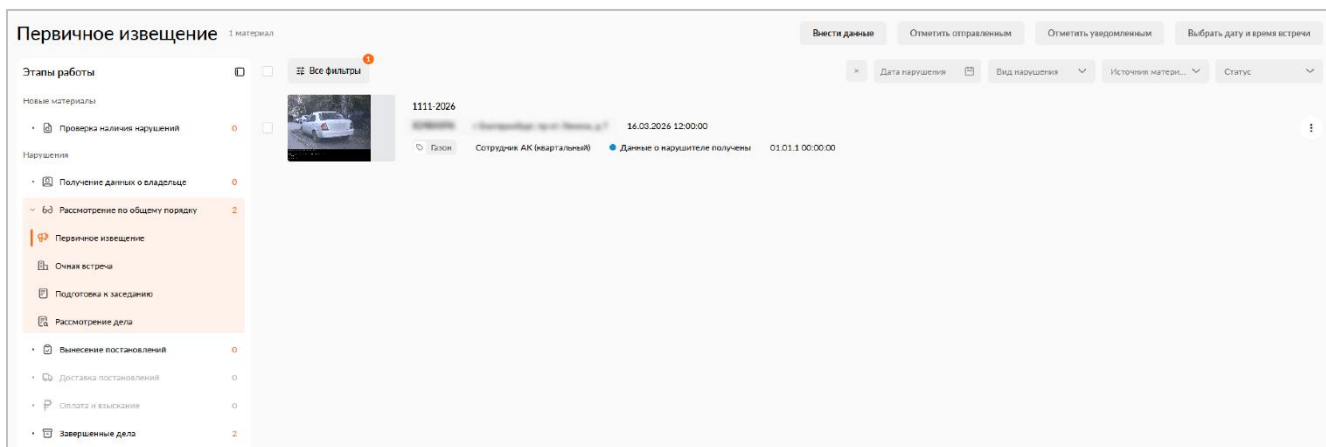 Первичное извещение 1 материал
Внести данные Отметить отправленным Отметить уведомленным Выбрать дату и время встречи
Этапы работы
Все фильтры 1
× Дата нарушения Вид нарушения Источник матери... Статус
Новые материалы
Проверка наличия нарушений 0
Нарушения
Получение данных о владельце 0
Рассмотрение по общему порядку 2
Первичное извещение
Очная встреча
Подготовка к заседанию
Рассмотрение дела
Вынесение постановлений 0
Доставка постановлений 0
Оплата и взыскание 0
Завершенные дела 2
1111-2026
16.03.2026 12:00:00
Газон Сотрудник АК (квартальный) Данные о нарушителе получены 01.01.1 00:00:00